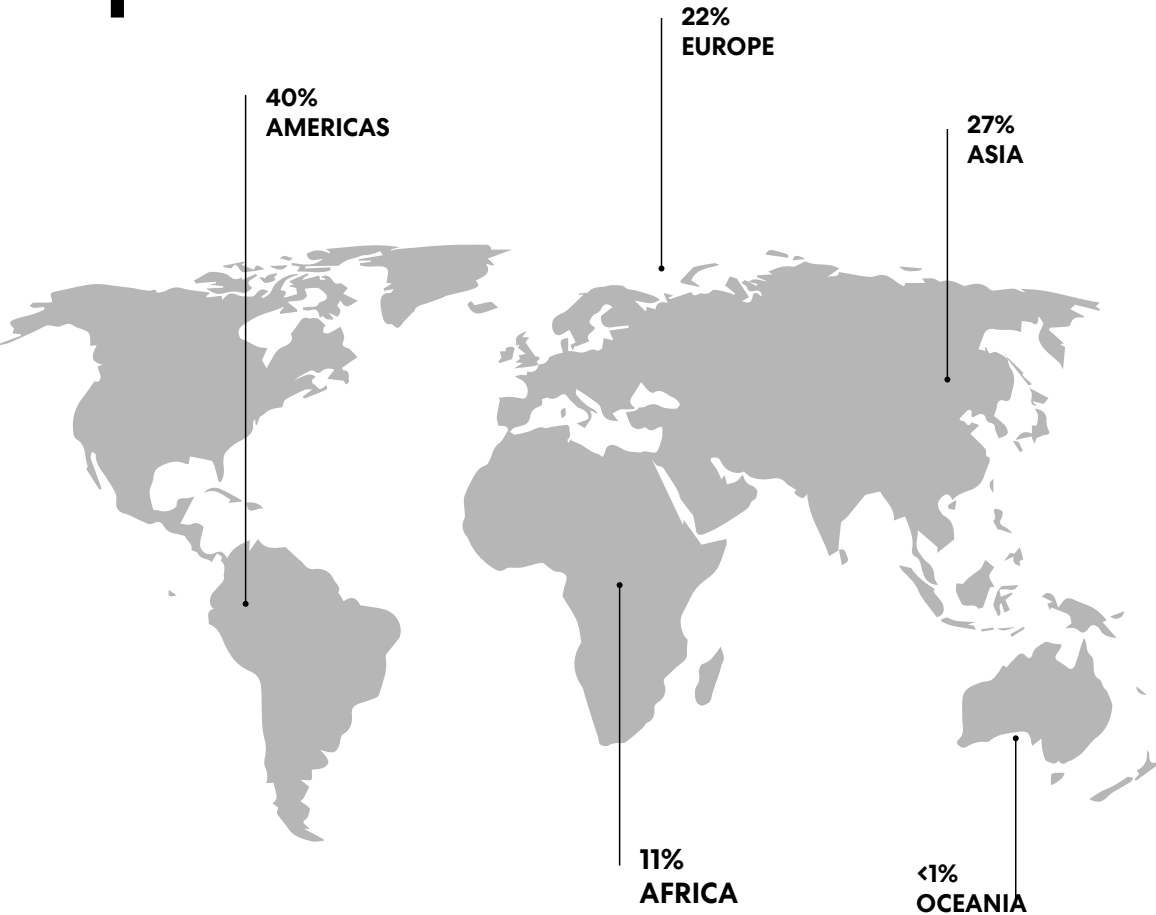 22%
EUROPE
40%
AMERICAS
27%
ASIA
11%
AFRICA
<1%
OCEANIA